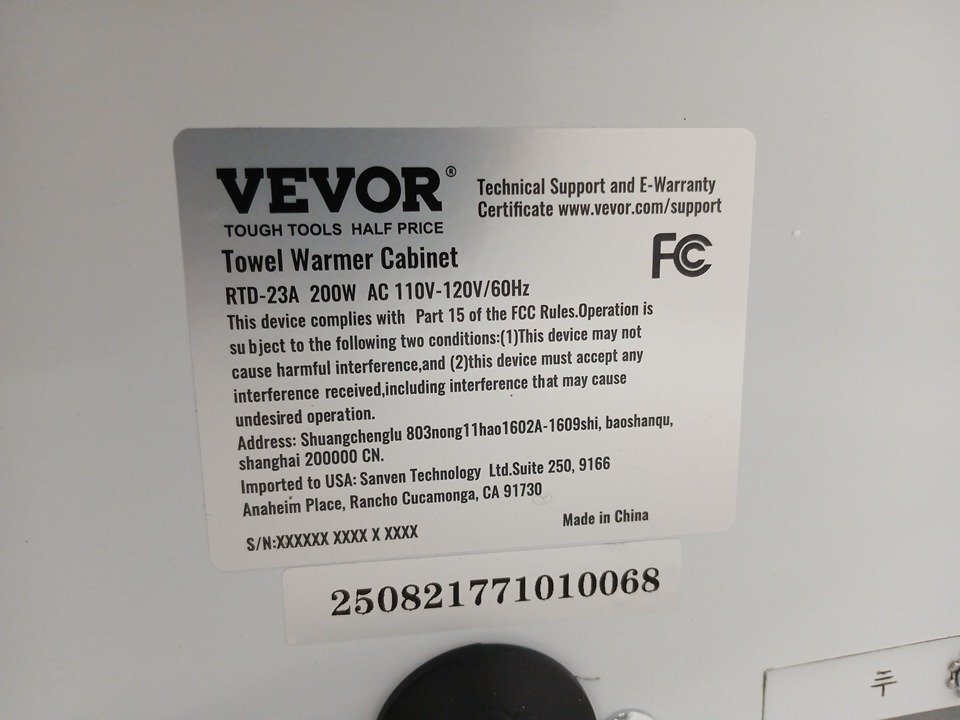 VEVOR®
TOUGH TOOLS HALF PRICE
Technical Support and E-Warranty
Certificate www.vevor.com/support
FC
Towel Warmer Cabinet
RTD-23A 200W AC 110V-120V/60Hz
This device complies with Part 15 of the FCC Rules.Operation is
su bject to the following two conditions:(1)This device may not
cause harmful interference,and (2)this device must accept any
interference received,including interference that may cause
undesired operation.
Address: Shuangchenglu 803nong11hao1602A-1609shi, baoshanqu,
shanghai 200000 CN.
Imported to USA: Sanven Technology Ltd.Suite 250, 9166
Anaheim Place, Rancho Cucamonga, CA 91730
Made in China
S/N:XXXXXX XXXX X XXXX
250821771010068